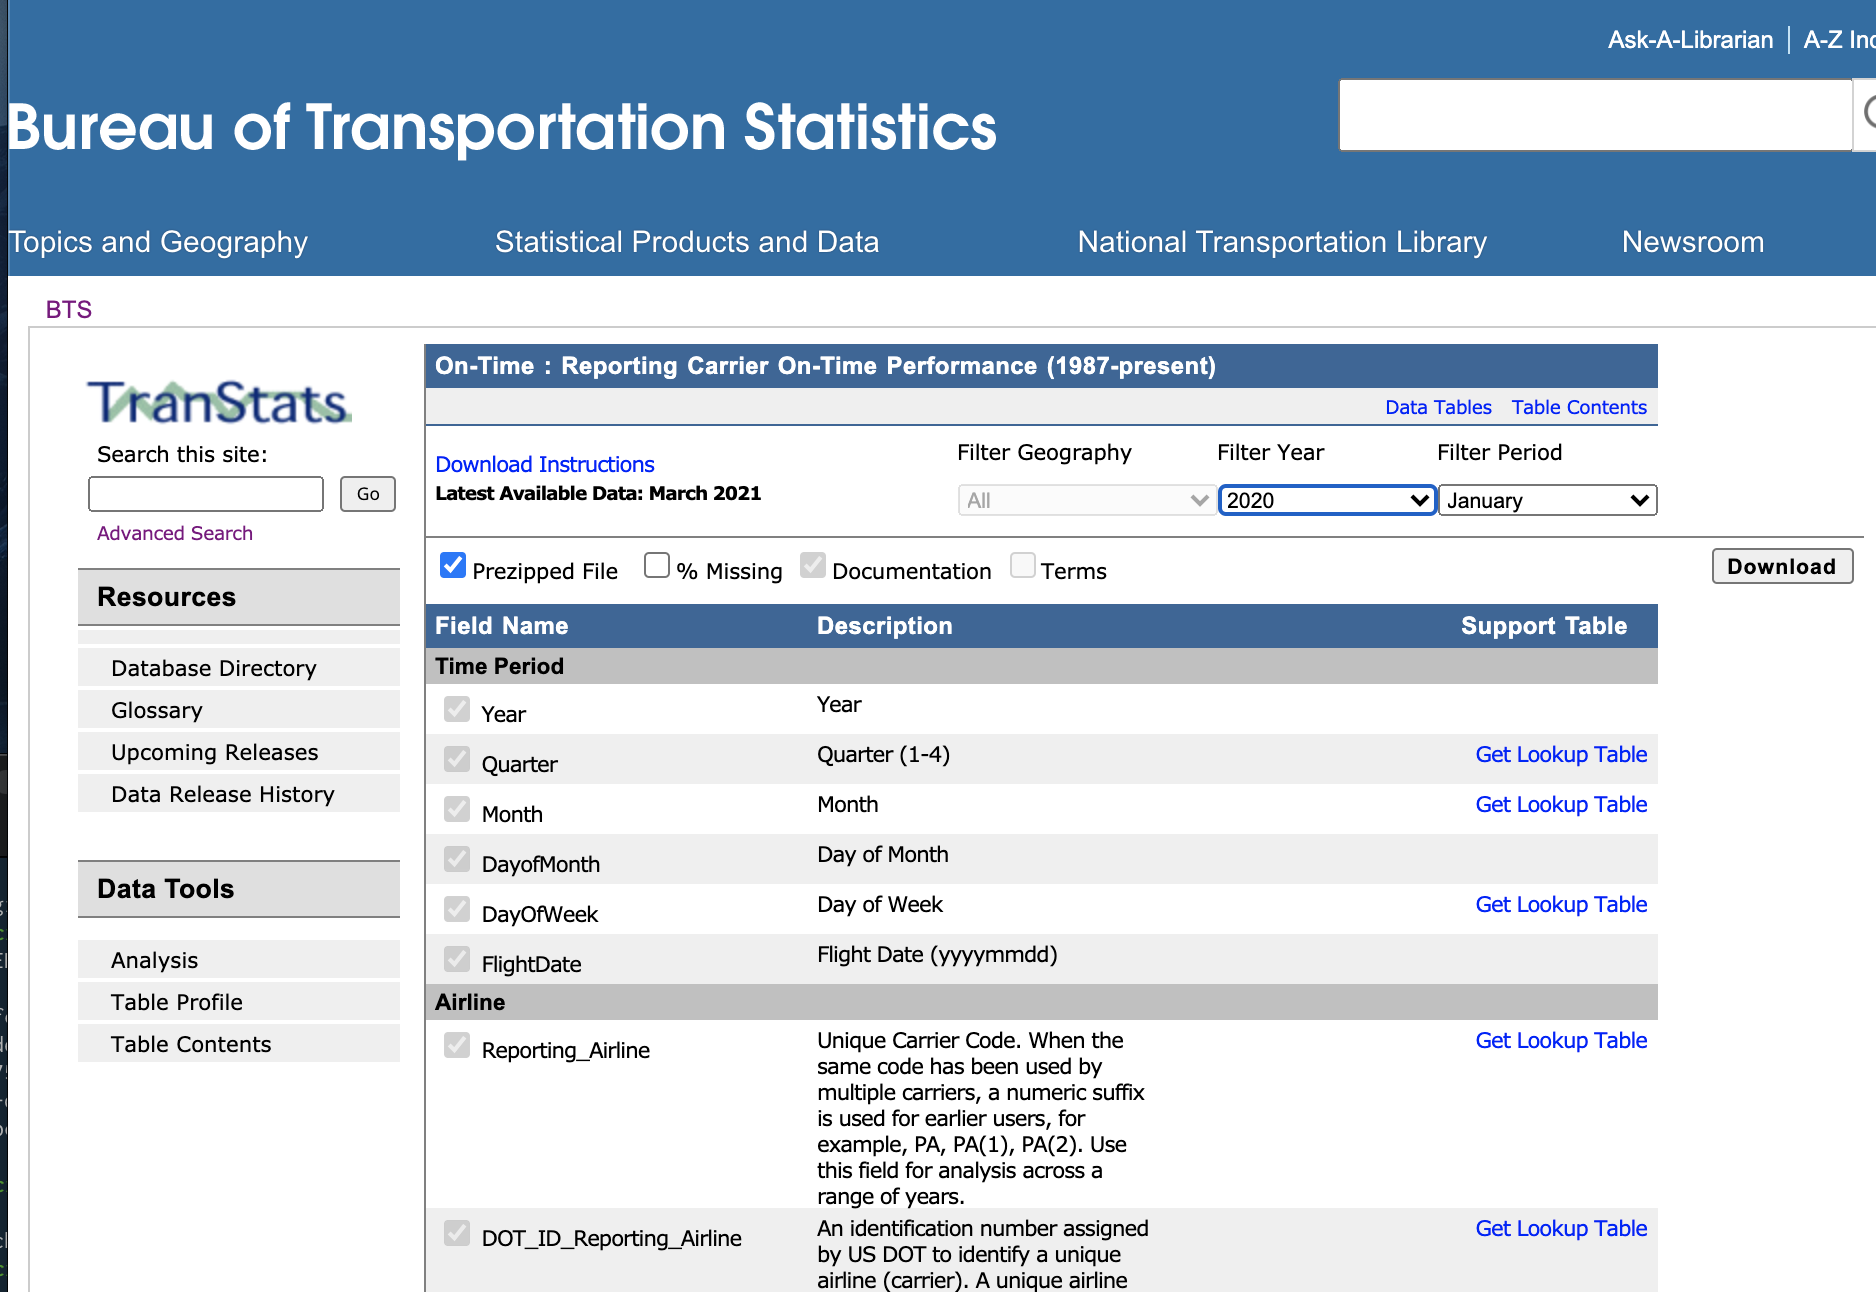 Ask-A-Librarian
A-Z
Bureau of Transportation Statistics
Topics and Geography
Statistical Products and Data
National Transportation Library
Newsroom
BTS
TranStats
Search this site:
Go
Advanced Search
Resources
Database Directory
Glossary
Upcoming Releases
Data Release History
Data Tools
Analysis
Table Profile
Table Contents
On-Time : Reporting Carrier On-Time Performance (1987-present)
Data Tables Table Contents
Download Instructions
Latest Available Data: March 2021
Filter Geography Filter Year Filter Period
All 2020 January
Prezipped File % Missing Documentation Terms
Download
Field Name Description Support Table
Time Period
Year Year
Quarter Quarter (1-4) Get Lookup Table
Month Month Get Lookup Table
DayofMonth Day of Month
DayOfWeek Day of Week Get Lookup Table
FlightDate Flight Date (yyyymmdd)
Airline
Reporting_Airline Unique Carrier Code. When the Get Lookup Table
same code has been used by
multiple carriers, a numeric suffix
is used for earlier users, for
example, PA, PA(1), PA(2). Use
this field for analysis across a
range of years.
DOT_ID_Reporting_Airline An identification number assigned Get Lookup Table
by US DOT to identify a unique
airline (carrier). A unique airline